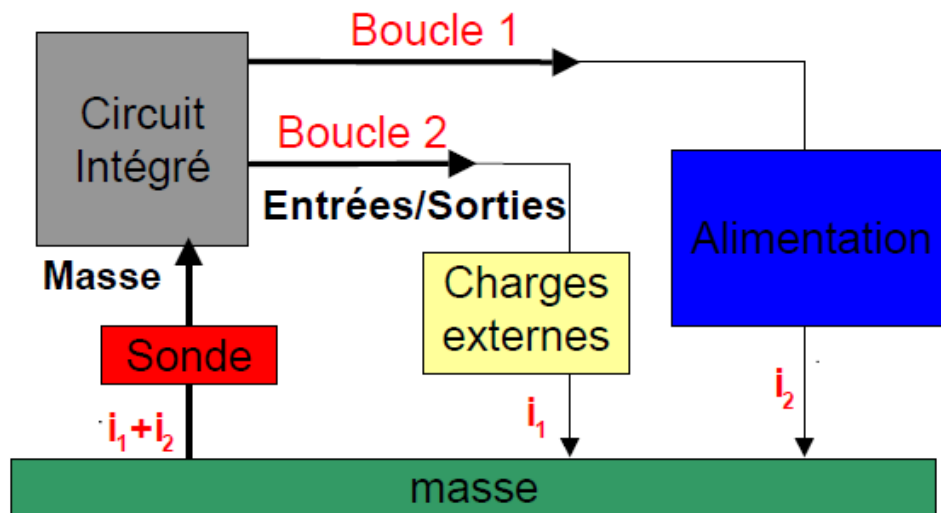 Boucle 1
Circuit
Intégré
Boucle 2
Entrées/Sorties
Alimentation
Masse
Charges
externes
Sonde
i1+i2
i1
i2
masse